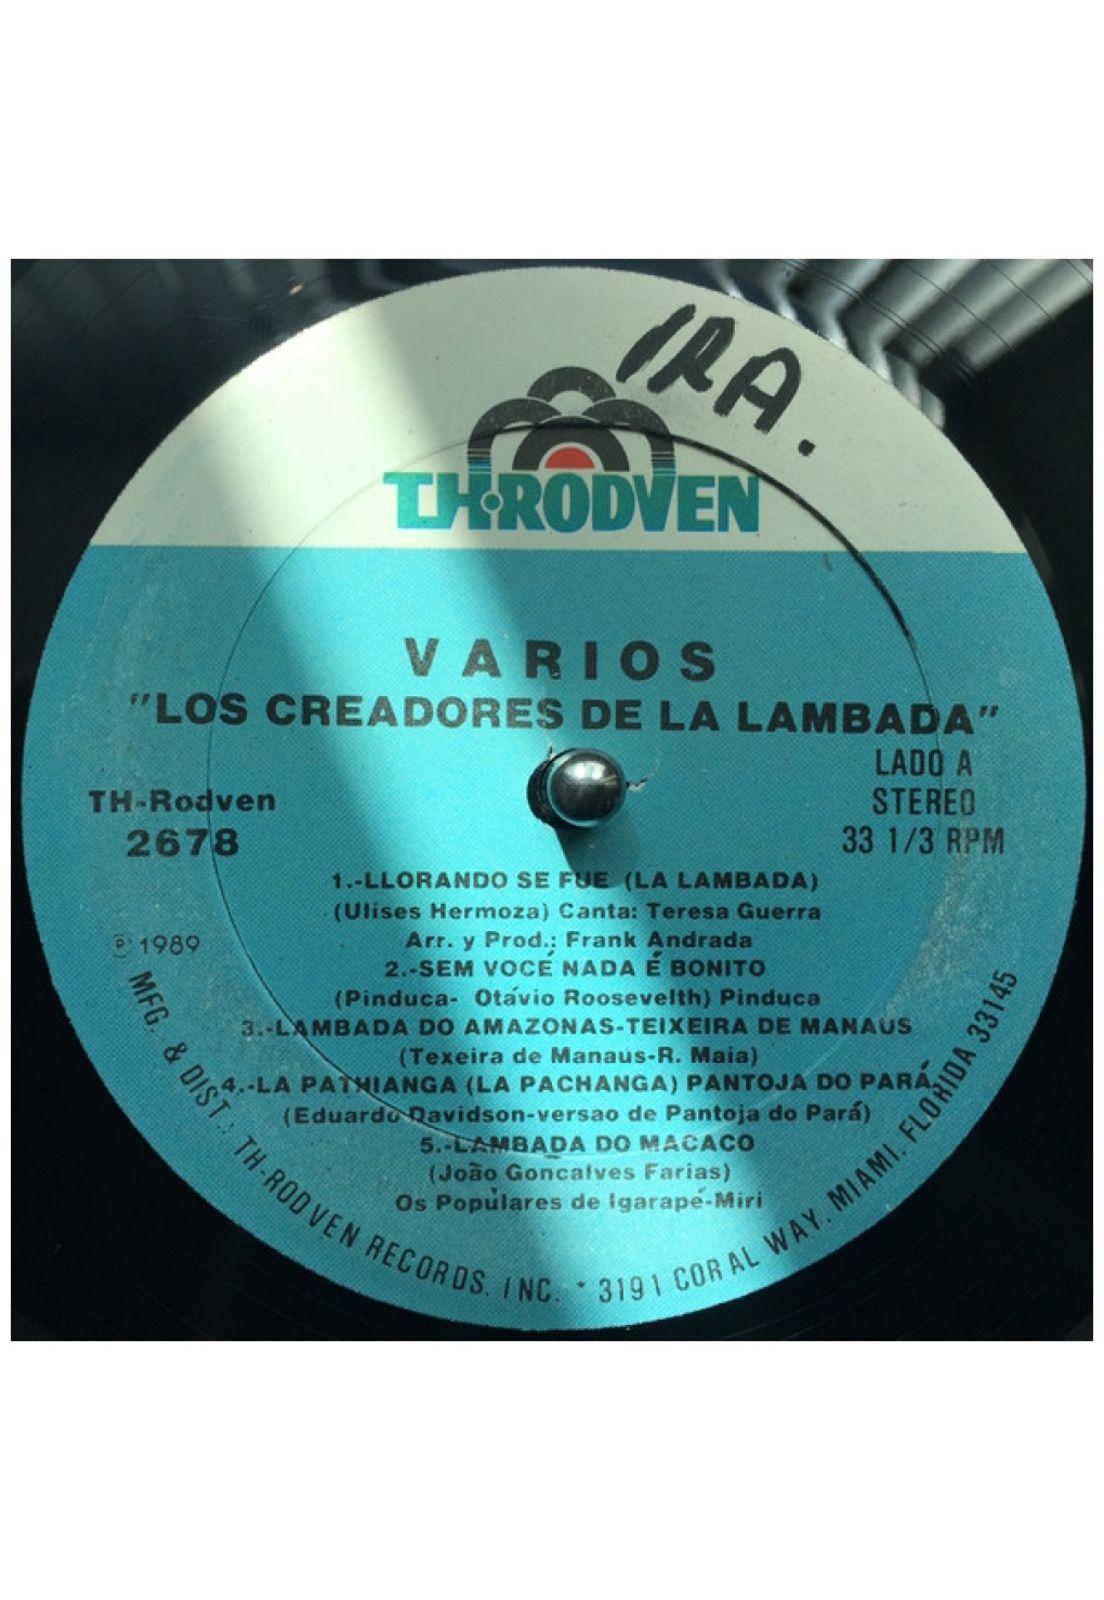 IRA.
TH·RODVEN
VARIOS
"LOS CREADORES DE LA LAMBADA"
LADO A
STEREO
33 1/3 RPM
TH-Rodven
2678
1.-LLORANDO SE FUE (LA LAMBADA)
(Ulises Hermoza) Canta: Teresa Guerra
Arr. y Prod.: Frank Andrada
℗ 1989
2.-SEM VOCÉ NADA É BONITO
(Pinduca- Otávio Roosevelth) Pinduca
3.-LAMBADA DO AMAZONAS-TEIXEIRA DE MANAUS
(Texeira de Manaus-R. Maia)
4.-LA PATHIANGA (LA PACHANGA) PANTOJA DO PARÁ
(Eduardo Davidson-versao de Pantoja do Pará)
5.-LAMBADA DO MACACO
(João Goncalves Farias)
Os Populares de Igarapé-Miri
MFG. & DIST.: TH-RODVEN RECORDS, INC. * 3191 CORAL WAY, MIAMI, FLORIDA 33145